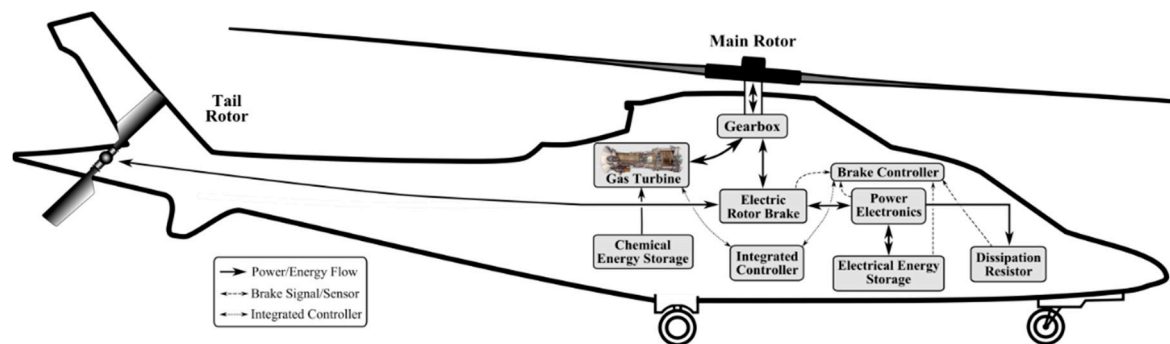 Main Rotor
Tail
Rotor
Gearbox
Gas Turbine
Brake Controller
Electric
Rotor Brake
Power
Electronics
Chemical
Energy Storage
Integrated
Controller
Electrical Energy
Storage
Dissipation
Resistor
Power/Energy Flow
Brake Signal/Sensor
Integrated Controller